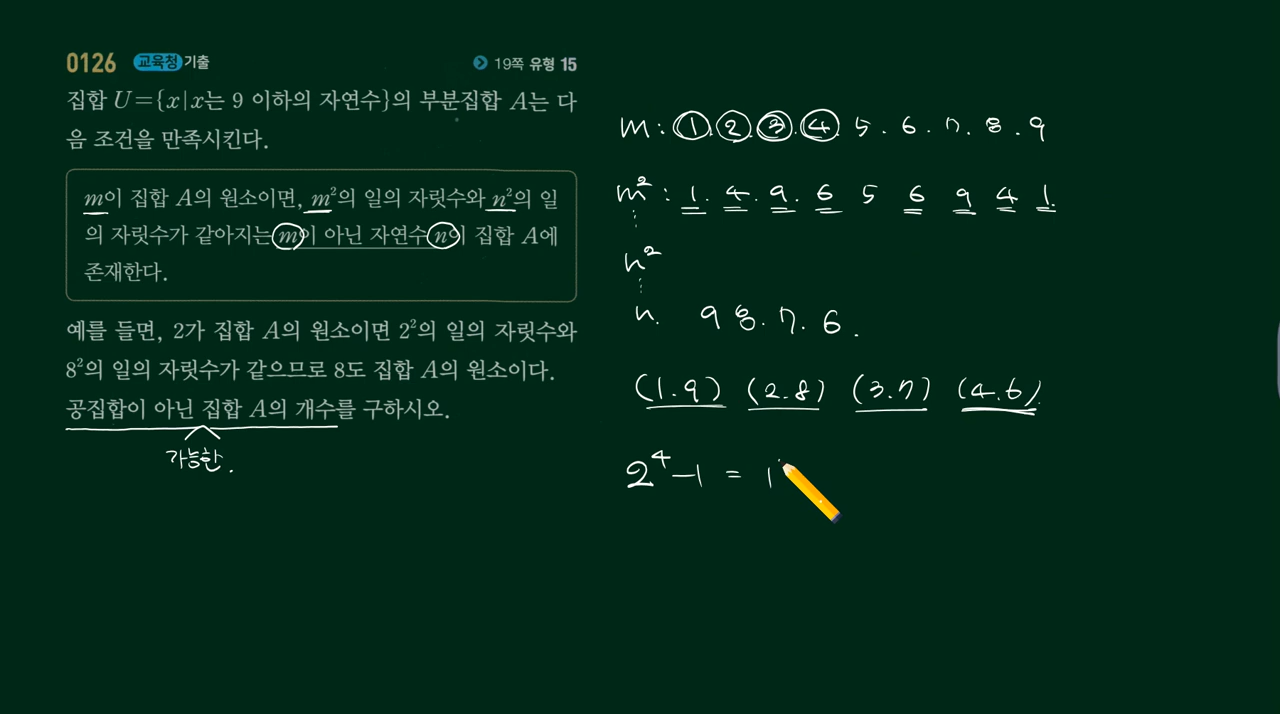 0126 교육청 기출 19쪽 유형 15
집합 U={x|x는 9 이하의 자연수}의 부분집합 A는 다
음 조건을 만족시킨다.
m이 집합 A의 원소이면, m²의 일의 자릿수와 n²의 일
의 자릿수가 같아지는 m이 아닌 자연수 n이 집합 A에
존재한다.
예를 들면, 2가 집합 A의 원소이면 2²의 일의 자릿수와
8²의 일의 자릿수가 같으므로 8도 집합 A의 원소이다.
공집합이 아닌 집합 A의 개수를 구하시오.
가능한.
m : ①.②.③.④. 5. 6. 7. 8. 9
m² : 1. 4. 9. 6 5 6 9 4 1.
n²
n. 9 8. 7. 6.
(1.9) (2.8) (3.7) (4.6).
2⁴-1 = 1